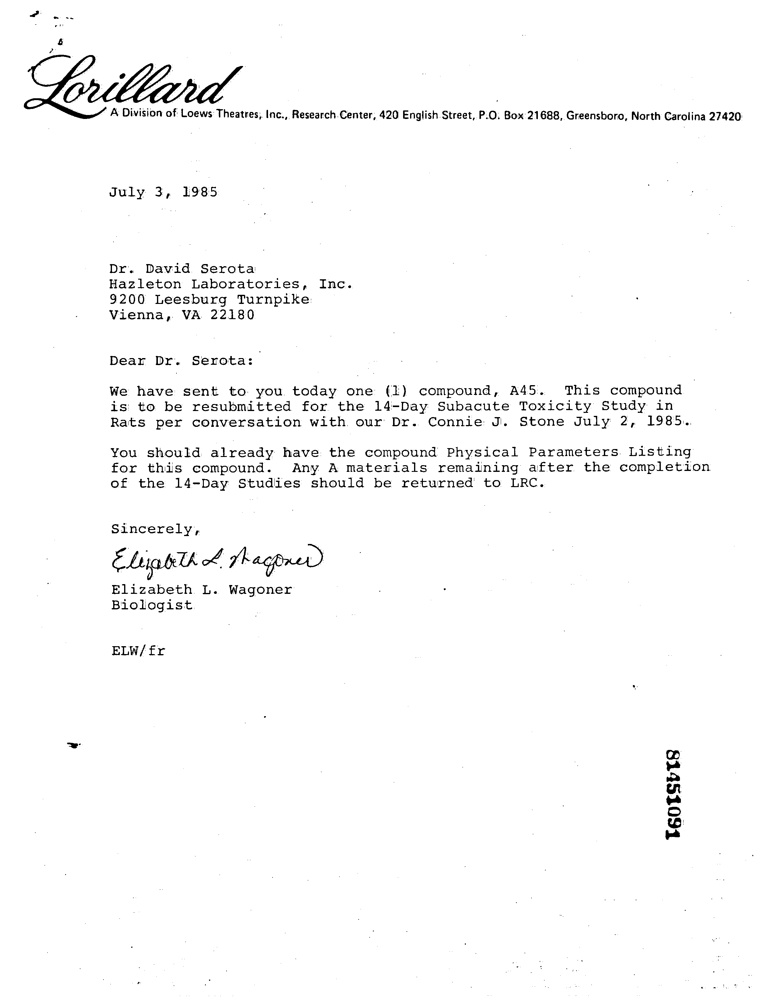 Lorillard
A Division of Loews Theatres, Inc., Research Center, 420 English Street, P.O. Box 21688, Greensboro, North Carolina 27420
July 3, 1985
Dr. David Serota
Hazleton Laboratories, Inc.
9200 Leesburg Turnpike
Vienna, VA 22180
Dear Dr. Serota:
We have sent to you today one (1) compound, A45. This compound
is to be resubmitted for the 14-Day Subacute Toxicity Study in
Rats per conversation with our Dr. Connie J. Stone July 2, 1985.
You should already have the compound Physical Parameters Listing
for this compound. Any A materials remaining after the completion
of the 14-Day Studies should be returned to LRC.
Sincerely,
Elizabeth L. Wagoner
Elizabeth L. Wagoner
Biologist
ELW/fr
81451091